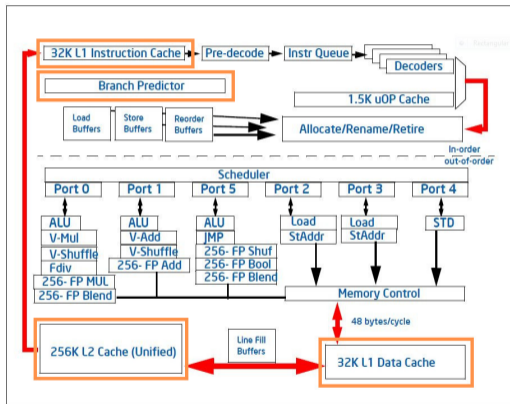 32K L1 Instruction Cache
Pre-decode
Instr Queue
Decoders
Branch Predictor
1.5K uOP Cache
Load
Buffers
Store
Buffers
Reorder
Buffers
Allocate/Rename/Retire
In-order
out-of-order
Scheduler
Port 0
Port 1
Port 5
Port 2
Port 3
Port 4
ALU
V-Mul
V-Shuffle
Fdiv
256- FP MUL
256- FP Blend
ALU
V-Add
V-Shuffle
256- FP Add
ALU
JMP
256- FP Shuf
256- FP Bool
256- FP Blend
Load
StAddr
Load
StAddr
STD
Memory Control
48 bytes/cycle
256K L2 Cache (Unified)
Line Fill
Buffers
32K L1 Data Cache